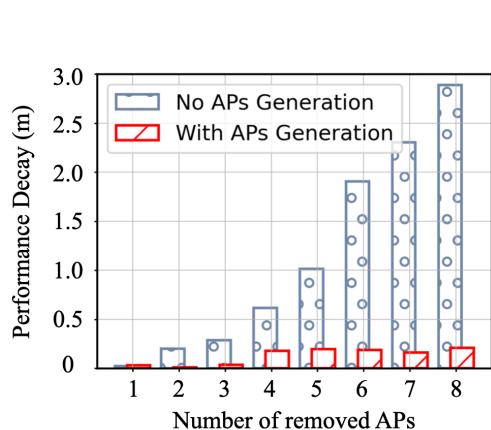 3.0
2.5
2.0
1.5
1.0
0.5
0
Performance Decay (m)
No APs Generation
With APs Generation
1 2 3 4 5 6 7 8
Number of removed APs